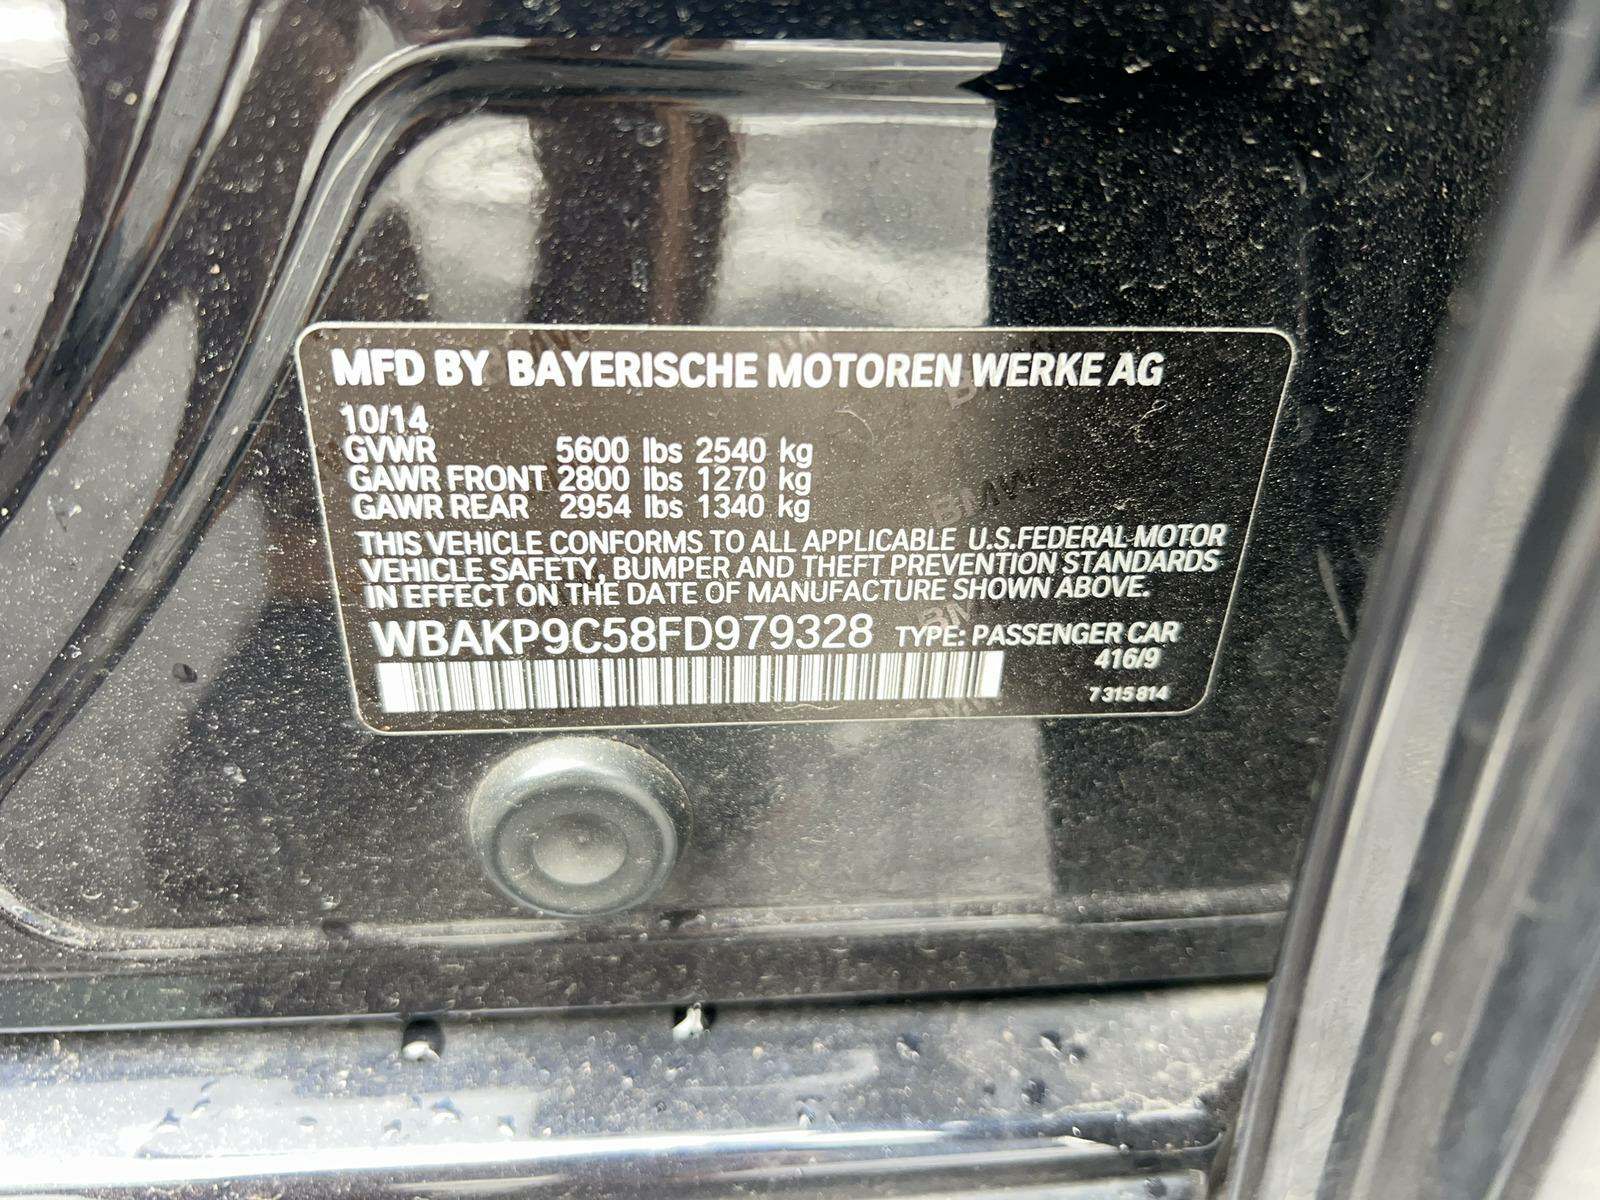 MFD BY BAYERISCHE MOTOREN WERKE AG
10/14
GVWR 5600 lbs 2540 kg
GAWR FRONT 2800 lbs 1270 kg
GAWR REAR 2954 lbs 1340 kg
THIS VEHICLE CONFORMS TO ALL APPLICABLE U.S.FEDERAL MOTOR
VEHICLE SAFETY, BUMPER AND THEFT PREVENTION STANDARDS
IN EFFECT ON THE DATE OF MANUFACTURE SHOWN ABOVE.
WBAKP9C58FD979328 TYPE: PASSENGER CAR
416/9
7 315 814